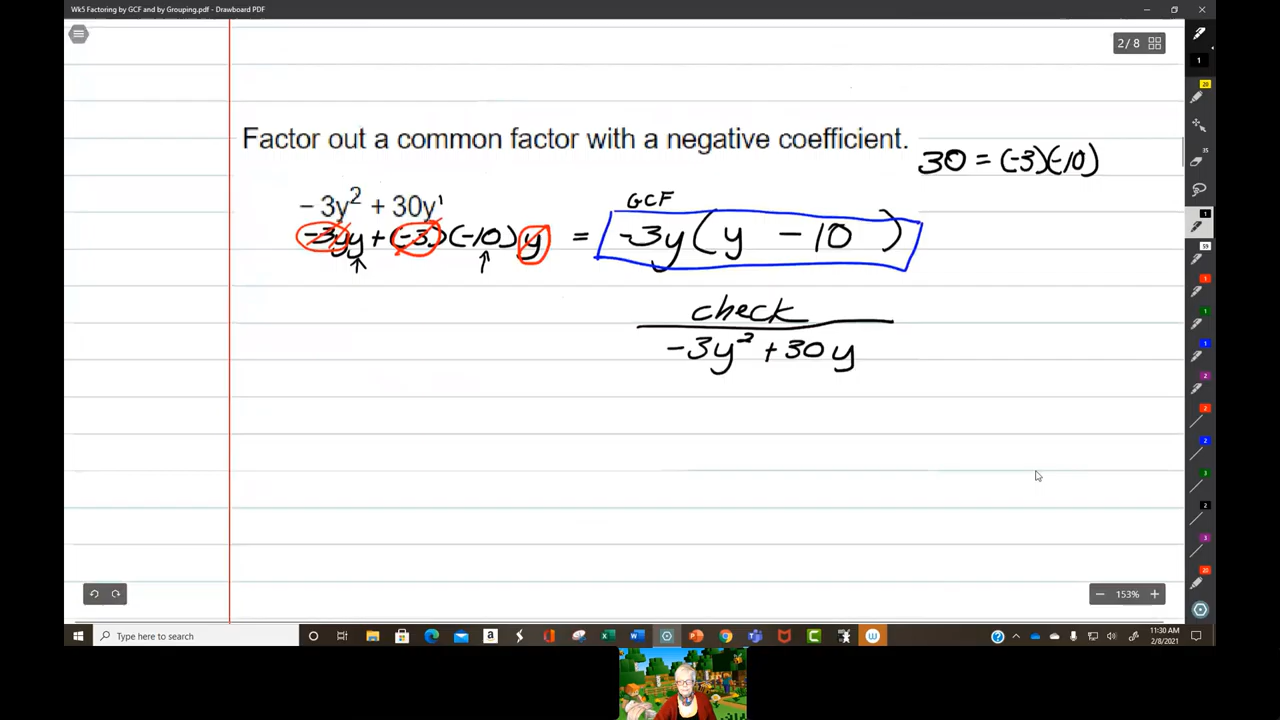 Wk5 Factoring by GCF and by Grouping.pdf - Drawboard PDF
2 / 8
Factor out a common factor with a negative coefficient.
30 = (-3)(-10)
- 3y² + 30y¹
GCF
-3yy + (-3)(-10)y = -3y(y - 10)
check
-3y² + 30y
153%
Type here to search
11:30 AM
2/8/2021